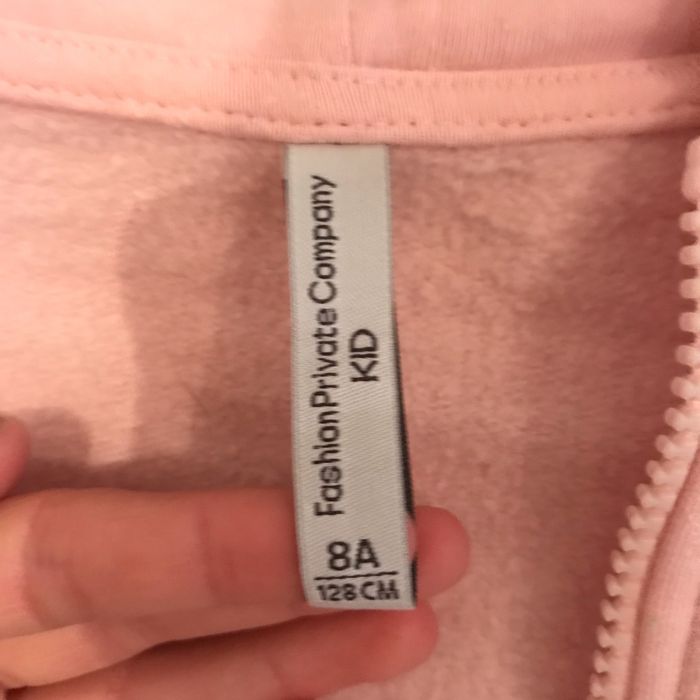 FashionPrivateCompany
KID
8A
128 CM